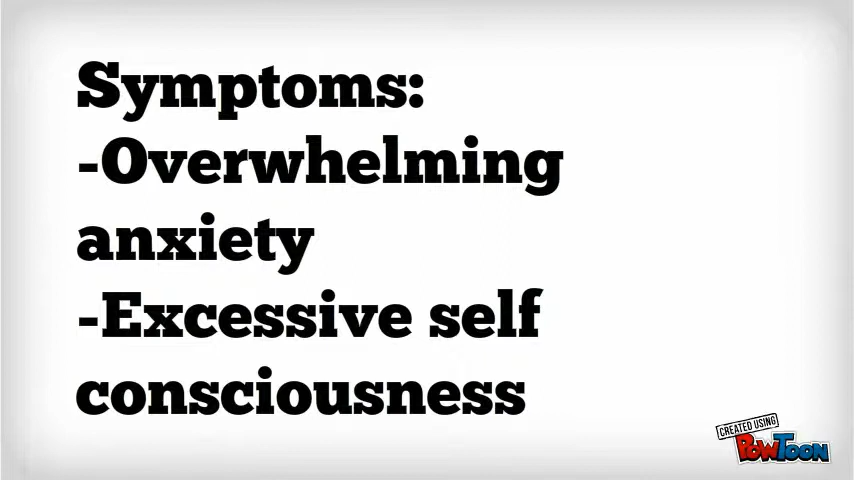 Symptoms:
-Overwhelming
anxiety
-Excessive self
consciousness
CREATED USING
POWTOON